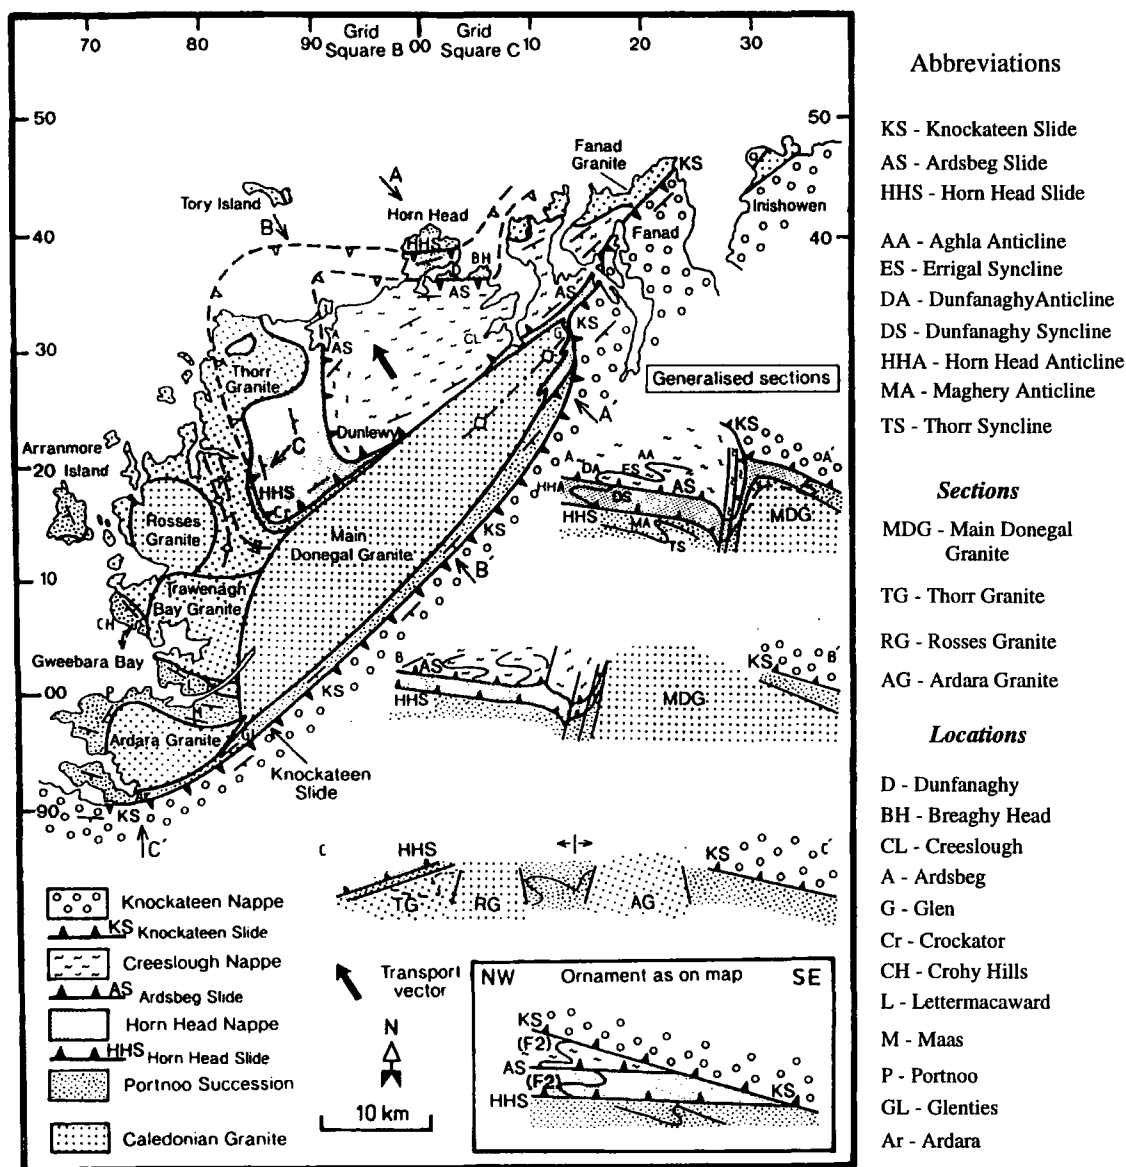 70
90
Grid
Square B
00
Grid
Square C
10
20
30
50
40
30
20
10
00
90
50
40
Fanad
Granite
KS
Inishowen
Fanad
Tory Island
B
A
Horn Head
HHS
D
BH
AS
AS
KS
G
CL
AS
Thorr
Granite
Dunlewy
C
A´
Arranmore
Island
HHS
Cr
Rosses
Granite
Main
Donegal Granite
KS
B´
Trawenagh
Bay Granite
CH
Gweebara Bay
P
L
M
KS
Ardara Granite
GL
Knockateen
Slide
Ar
KS
C´
Generalised sections
KS
A
AA
DA
ES
A´
HHA
DS
AS
HHS
MA
TS
MDG
B
AS
HHS
MDG
KS
B´
C
HHS
TG
RG
AG
KS
C´
Knockateen Nappe
KS Knockateen Slide
Creeslough Nappe
AS Ardsbeg Slide
Horn Head Nappe
HHS Horn Head Slide
Portnoo Succession
Caledonian Granite
Transport
vector
N
10 km
NW
Ornament as on map
SE
KS
(F2)
AS
(F2)
HHS
KS
Abbreviations
KS - Knockateen Slide
AS - Ardsbeg Slide
HHS - Horn Head Slide
AA - Aghla Anticline
ES - Errigal Syncline
DA - DunfanaghyAnticline
DS - Dunfanaghy Syncline
HHA - Horn Head Anticline
MA - Maghery Anticline
TS - Thorr Syncline
Sections
MDG - Main Donegal
Granite
TG - Thorr Granite
RG - Rosses Granite
AG - Ardara Granite
Locations
D - Dunfanaghy
BH - Breaghy Head
CL - Creeslough
A - Ardsbeg
G - Glen
Cr - Crockator
CH - Crohy Hills
L - Lettermacaward
M - Maas
P - Portnoo
GL - Glenties
Ar - Ardara